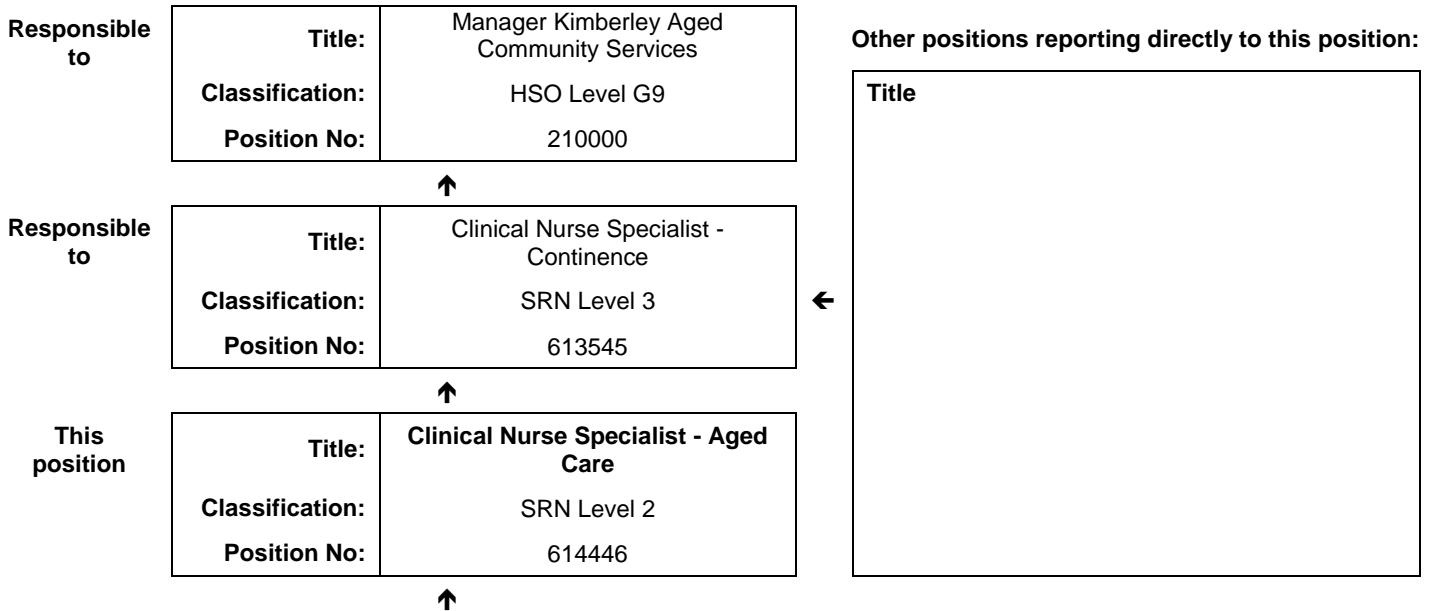 Responsible to
Title:
Manager Kimberley Aged
Community Services
Classification:
HSO Level G9
Position No:
210000
Other positions reporting directly to this position:
Title
Responsible to
Title:
Clinical Nurse Specialist -
Continence
Classification:
SRN Level 3
Position No:
613545
This position
Title:
Clinical Nurse Specialist - Aged
Care
Classification:
SRN Level 2
Position No:
614446